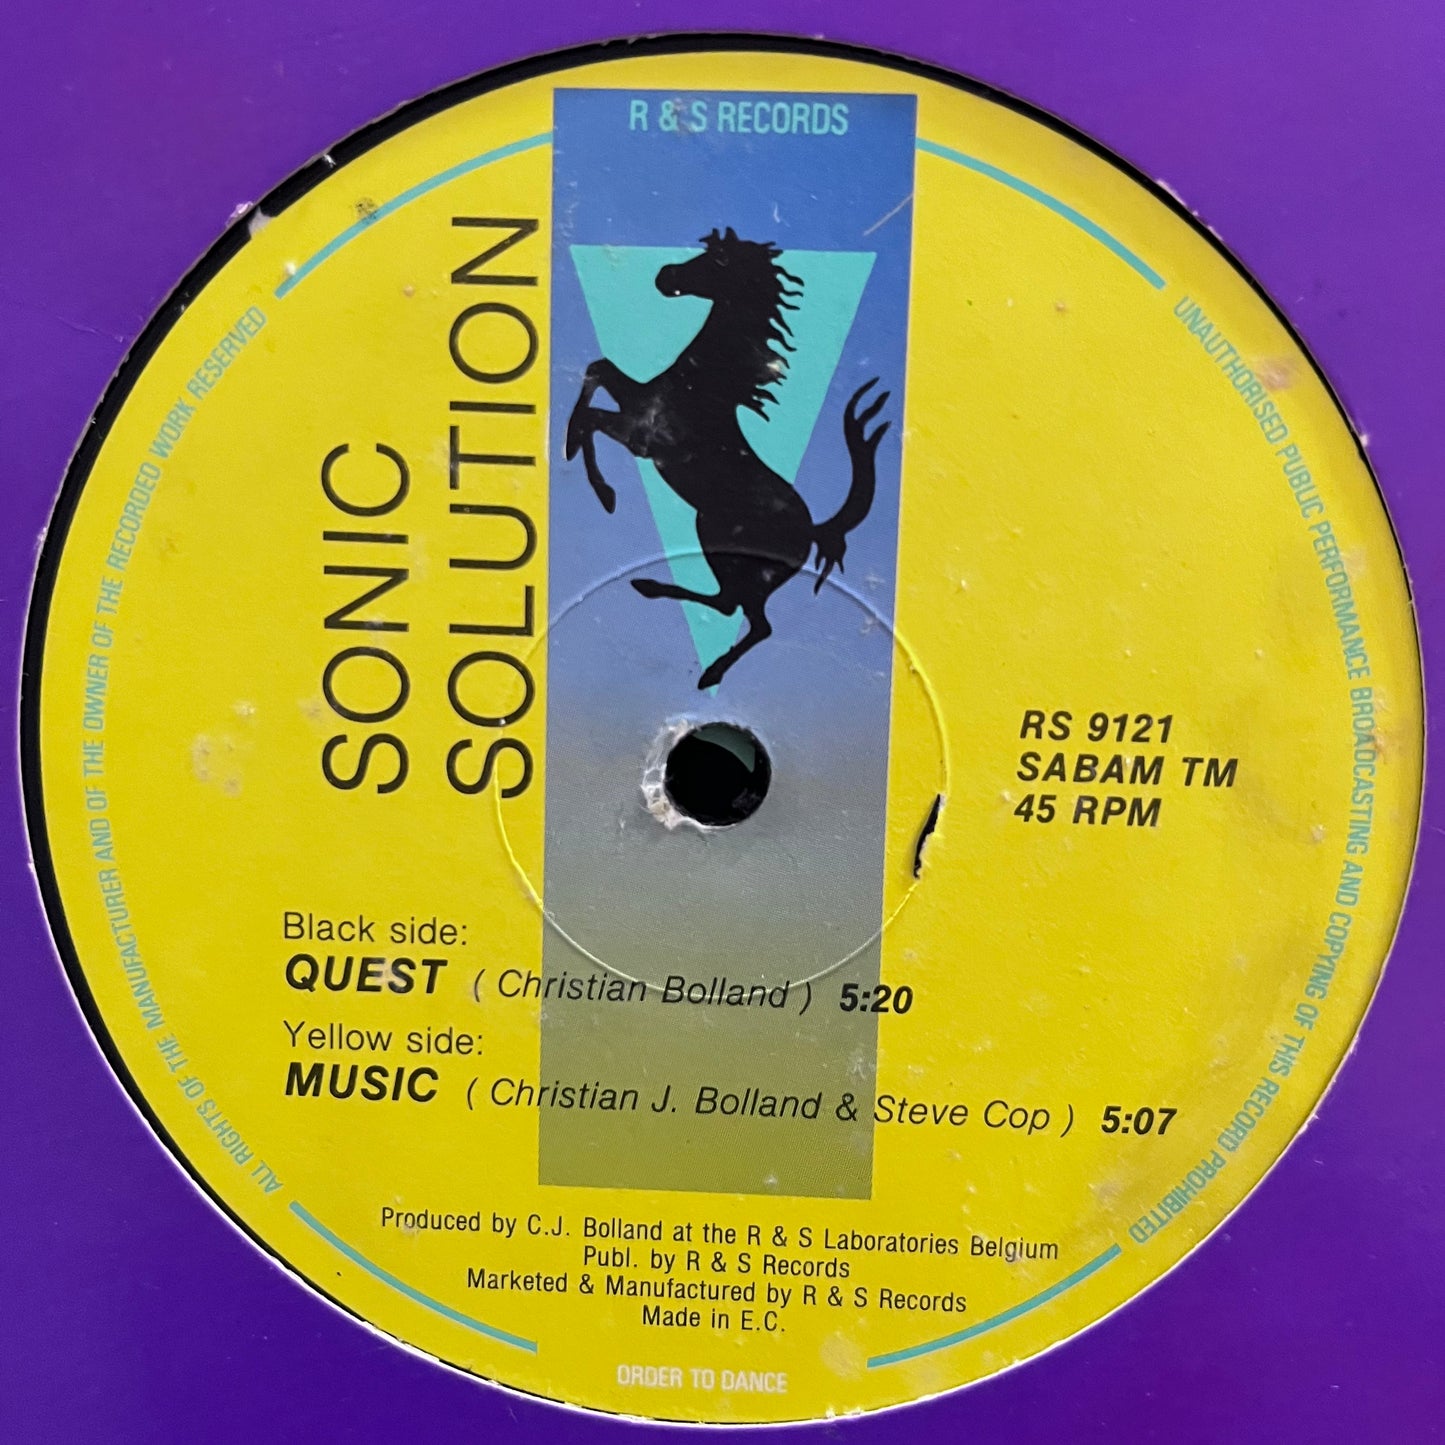 R & S RECORDS
SONIC
SOLUTION
RS 9121
SABAM TM
45 RPM
Black side:
QUEST ( Christian Bolland ) 5:20
Yellow side:
MUSIC ( Christian J. Bolland & Steve Cop ) 5:07
Produced by C.J. Bolland at the R & S Laboratories Belgium
Publ. by R & S Records
Marketed & Manufactured by R & S Records
Made in E.C.
ORDER TO DANCE
ALL RIGHTS OF THE MANUFACTURER AND OF THE OWNER OF THE RECORDED WORK RESERVED
UNAUTHORISED PUBLIC PERFORMANCE BROADCASTING AND COPYING OF THIS RECORD PROHIBITED